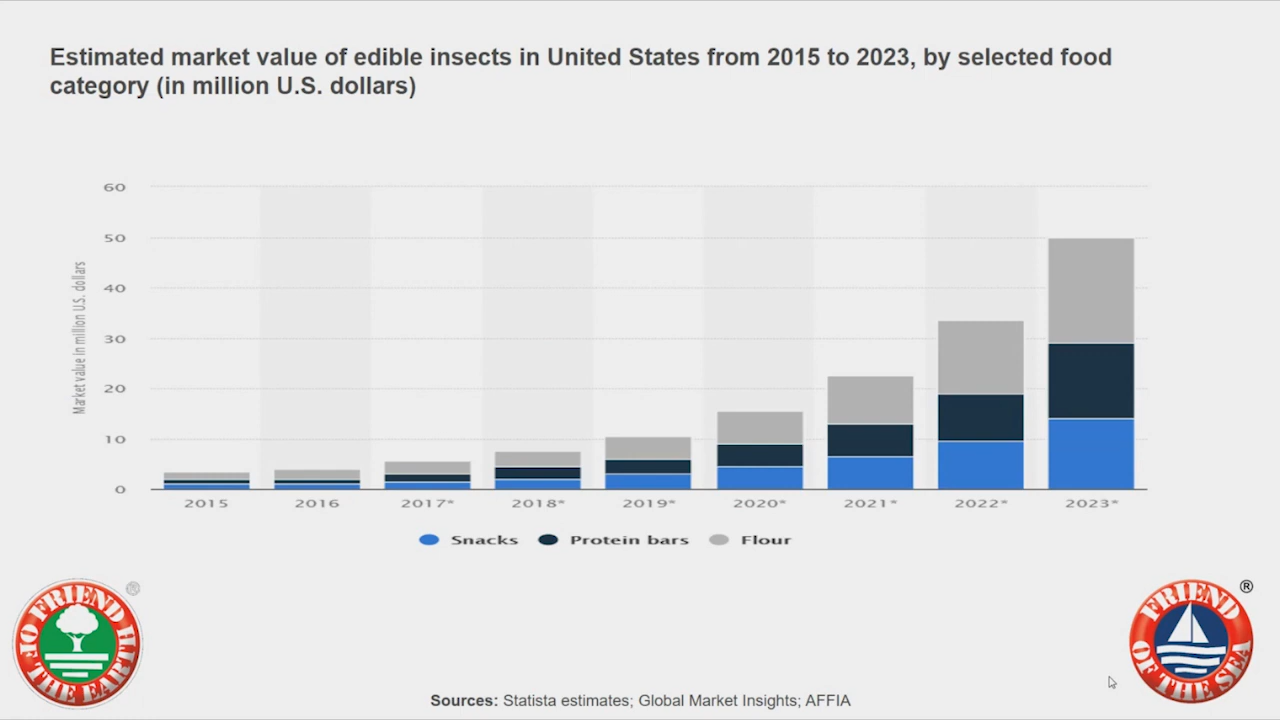 Estimated market value of edible insects in United States from 2015 to 2023, by selected food
category (in million U.S. dollars)
Market value in million U.S. dollars
60
50
40
30
20
10
0
2015 2016 2017* 2018* 2019* 2020* 2021* 2022* 2023*
Snacks Protein bars Flour
FRIEND OF THE EARTH ®
FRIEND OF THE SEA ®
Sources: Statista estimates; Global Market Insights; AFFIA